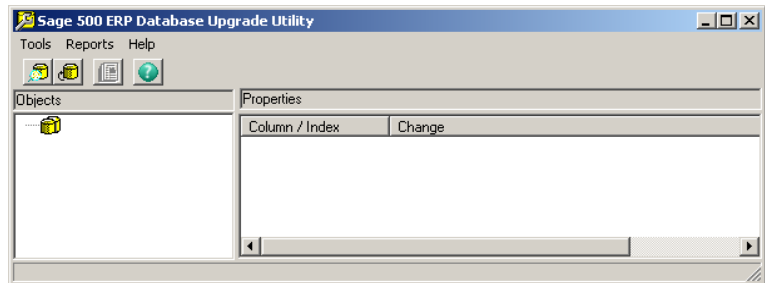 Sage 500 ERP Database Upgrade Utility
Tools Reports Help
Objects Properties
Column / Index Change